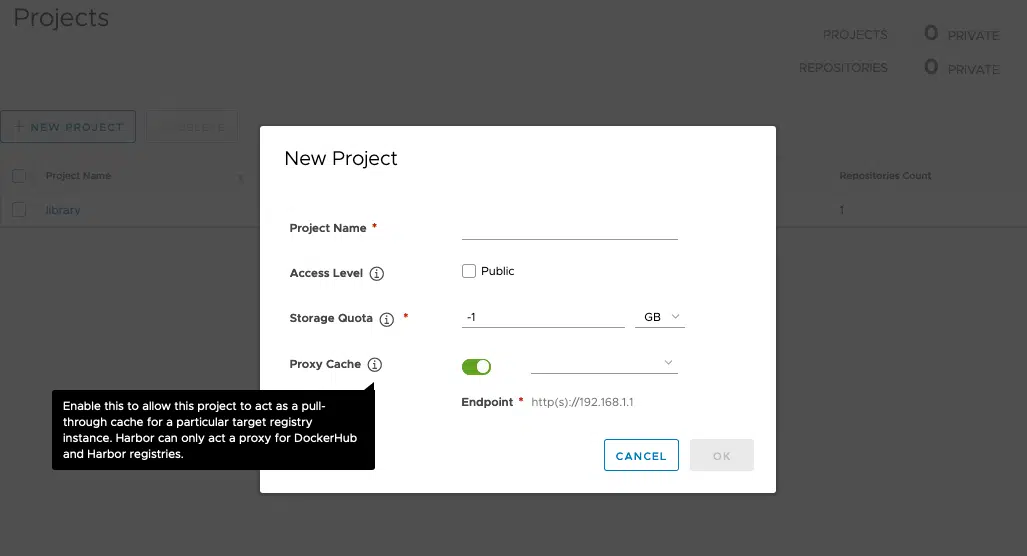 Projects
PROJECTS 0 PRIVATE
REPOSITORIES 0 PRIVATE
+ NEW PROJECT DELETE
Project Name Repositories Count
library 1
New Project
Project Name *
Access Level Public
Storage Quota * -1 GB
Proxy Cache
Endpoint * http(s)://192.168.1.1
Enable this to allow this project to act as a pull-
through cache for a particular target registry
instance. Harbor can only act a proxy for DockerHub
and Harbor registries.
CANCEL OK